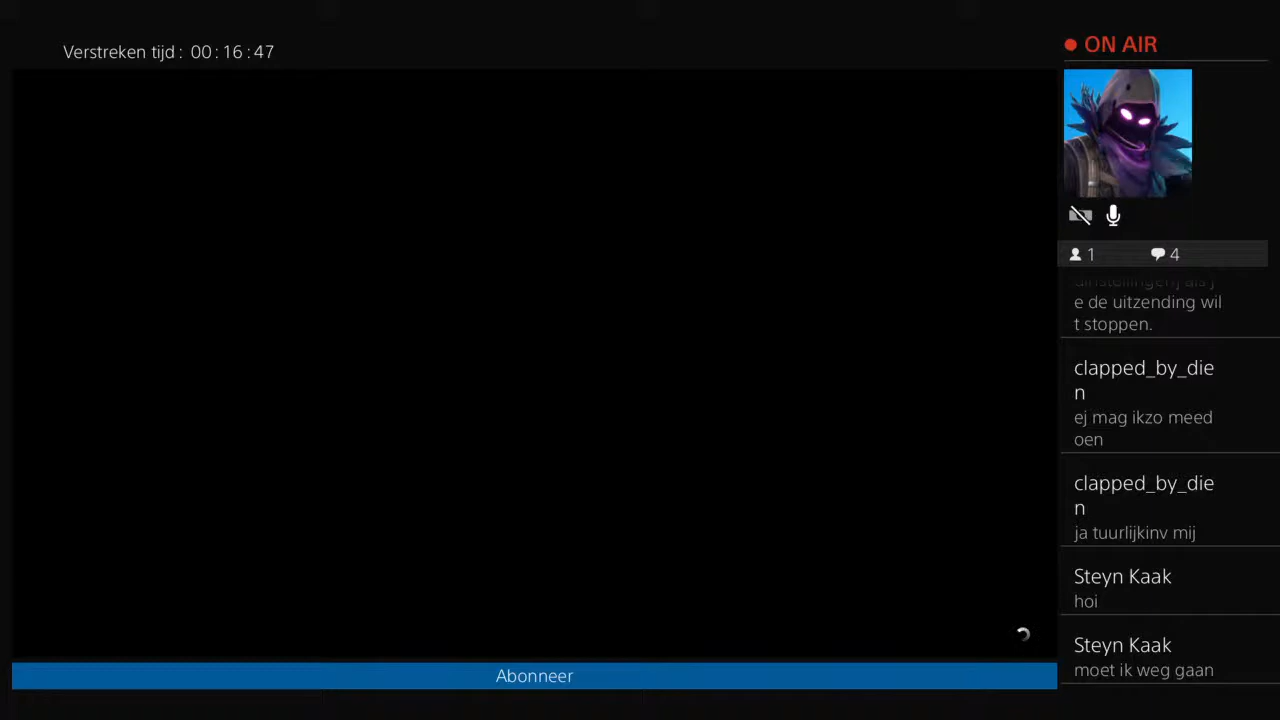 Verstreken tijd: 00:16:47
ON AIR
1 4
e de uitzending wil
t stoppen.
clapped_by_die
n
ej mag ikzo meed
oen
clapped_by_die
n
ja tuurlijkinv mij
Steyn Kaak
hoi
Steyn Kaak
moet ik weg gaan
Abonneer